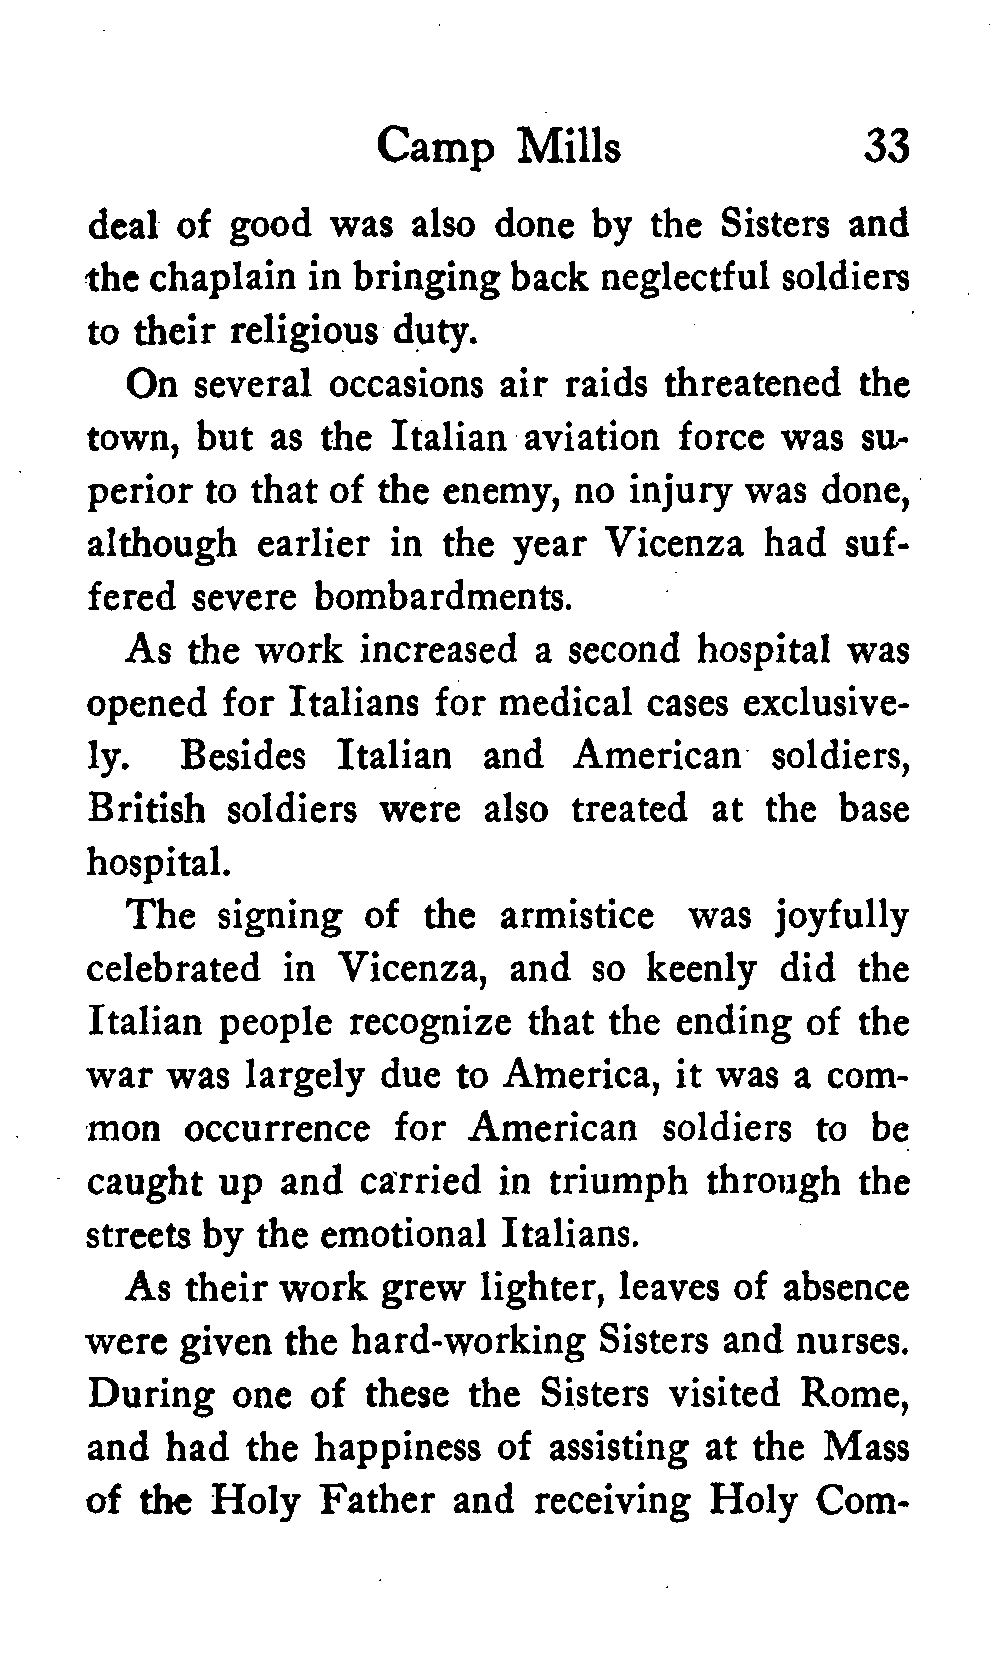 Camp Mills 33
deal of good was also done by the Sisters and
the chaplain in bringing back neglectful soldiers
to their religious duty.
On several occasions air raids threatened the
town, but as the Italian aviation force was su-
perior to that of the enemy, no injury was done,
although earlier in the year Vicenza had suf-
fered severe bombardments.
As the work increased a second hospital was
opened for Italians for medical cases exclusive-
ly. Besides Italian and American soldiers,
British soldiers were also treated at the base
hospital.
The signing of the armistice was joyfully
celebrated in Vicenza, and so keenly did the
Italian people recognize that the ending of the
war was largely due to America, it was a com-
mon occurrence for American soldiers to be
caught up and carried in triumph through the
streets by the emotional Italians.
As their work grew lighter, leaves of absence
were given the hard-working Sisters and nurses.
During one of these the Sisters visited Rome,
and had the happiness of assisting at the Mass
of the Holy Father and receiving Holy Com-